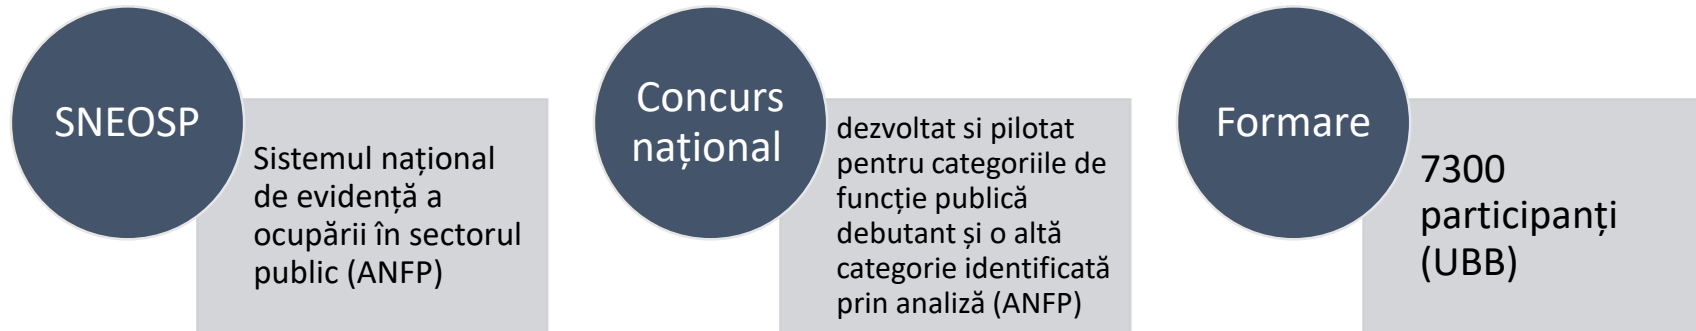 SNEOSP
Sistemul național
de evidență a
ocupării în sectorul
public (ANFP)
Concurs
național
dezvoltat si pilotat
pentru categoriile de
funcție publică
debutant și o altă
categorie identificată
prin analiză (ANFP)
Formare
7300
participanți
(UBB)